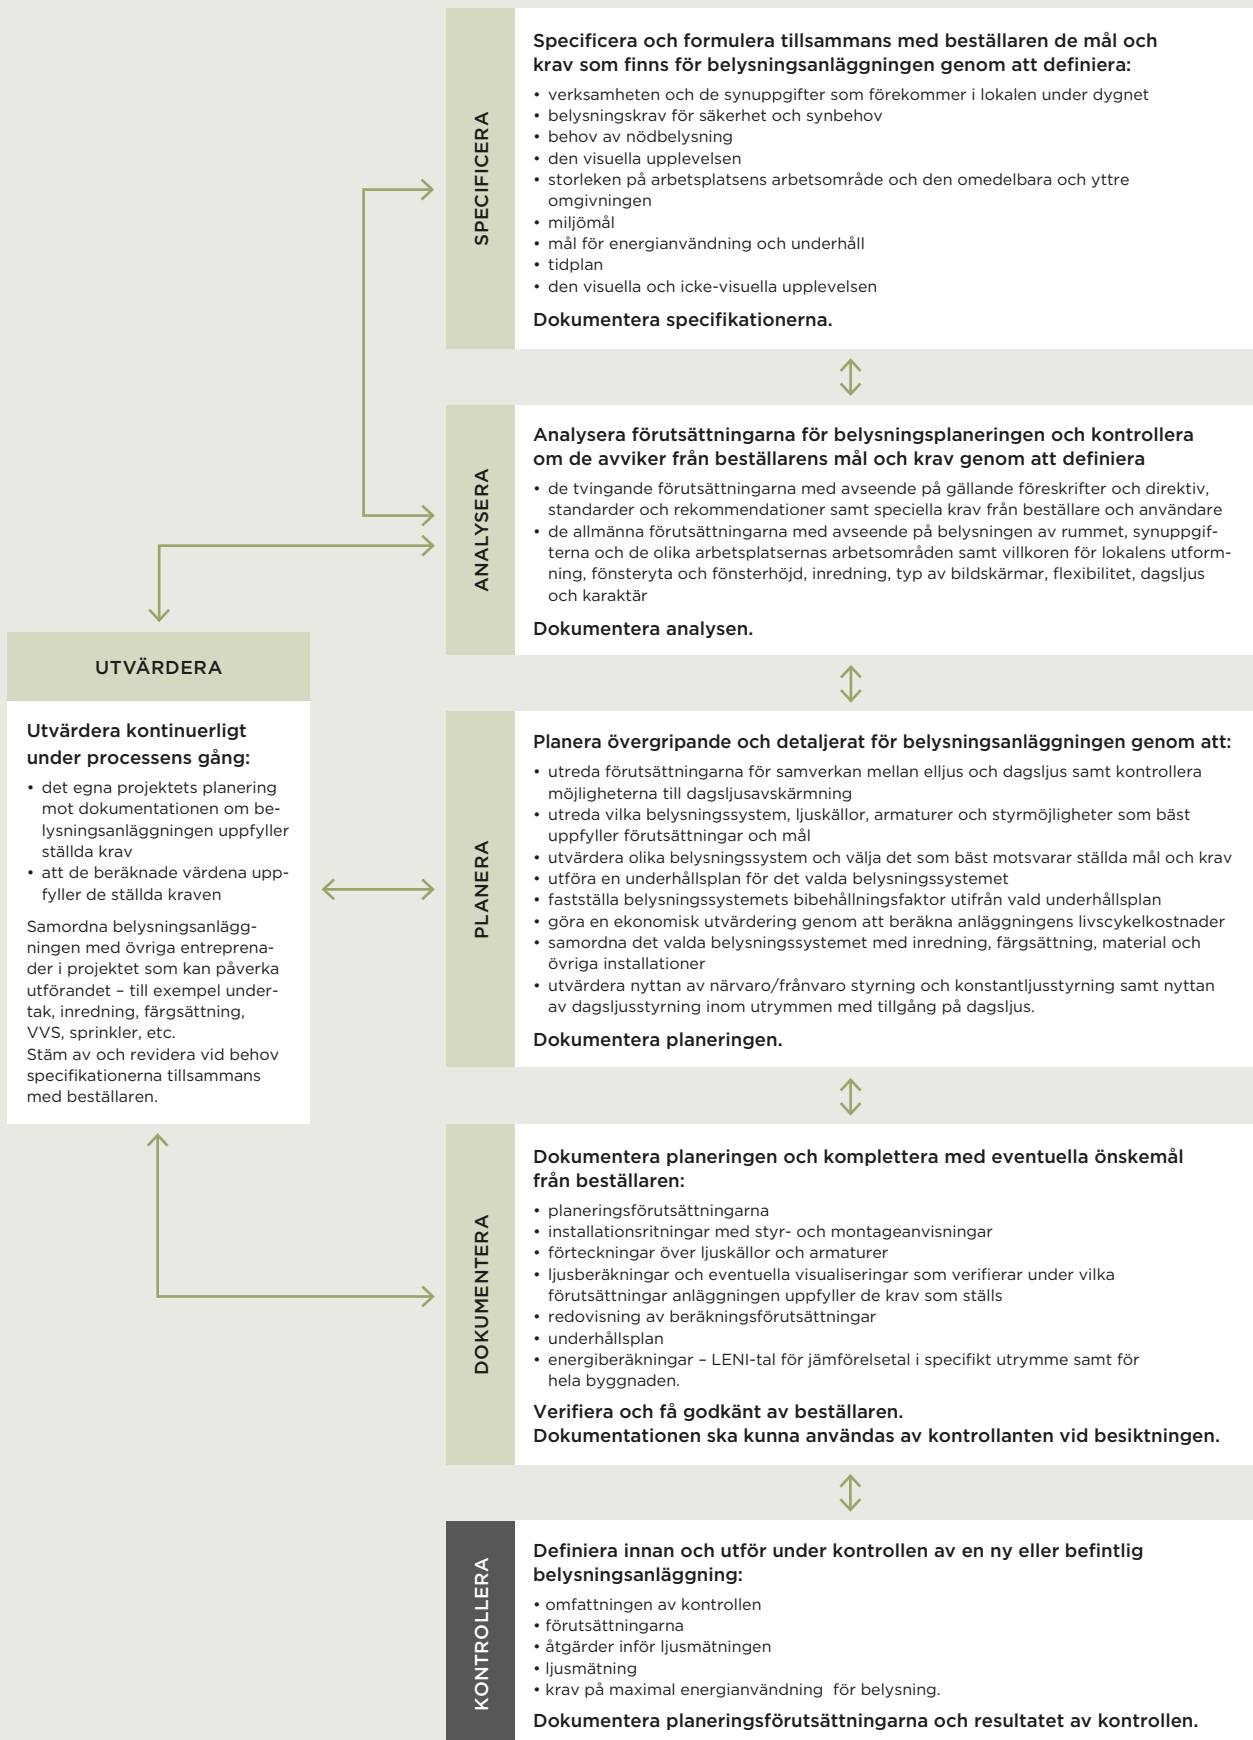 SPECIFICERA
Specificera och formulera tillsammans med beställaren de mål och
krav som finns för belysningsanläggningen genom att definiera:
• verksamheten och de synuppgifter som förekommer i lokalen under dygnet
• belysningskrav för säkerhet och synbehov
• behov av nödbelysning
• den visuella upplevelsen
• storleken på arbetsplatsens arbetsområde och den omedelbara och yttre
omgivningen
• miljömål
• mål för energianvändning och underhåll
• tidplan
• den visuella och icke-visuella upplevelsen
Dokumentera specifikationerna.
ANALYSERA
Analysera förutsättningarna för belysningsplaneringen och kontrollera
om de avviker från beställarens mål och krav genom att definiera
• de tvingande förutsättningarna med avseende på gällande föreskrifter och direktiv,
standarder och rekommendationer samt speciella krav från beställare och användare
• de allmänna förutsättningarna med avseende på belysningen av rummet, synuppgif-
terna och de olika arbetsplatsernas arbetsområden samt villkoren för lokalens utform-
ning, fönsteryta och fönsterhöjd, inredning, typ av bildskärmar, flexibilitet, dagsljus
och karaktär
Dokumentera analysen.
UTVÄRDERA
Utvärdera kontinuerligt
under processens gång:
• det egna projektets planering
mot dokumentationen om be-
lysningsanläggningen uppfyller
ställda krav
• att de beräknade värdena upp-
fyller de ställda kraven
Samordna belysningsanlägg-
ningen med övriga entreprena-
der i projektet som kan påverka
utförandet – till exempel under-
tak, inredning, färgsättning,
VVS, sprinkler, etc.
Stäm av och revidera vid behov
specifikationerna tillsammans
med beställaren.
PLANERA
Planera övergripande och detaljerat för belysningsanläggningen genom att:
• utreda förutsättningarna för samverkan mellan elljus och dagsljus samt kontrollera
möjligheterna till dagsljusavskärmning
• utreda vilka belysningssystem, ljuskällor, armaturer och styrmöjligheter som bäst
uppfyller förutsättningar och mål
• utvärdera olika belysningssystem och välja det som bäst motsvarar ställda mål och krav
• utföra en underhållsplan för det valda belysningssystemet
• fastställa belysningssystemets bibehållningsfaktor utifrån vald underhållsplan
• göra en ekonomisk utvärdering genom att beräkna anläggningens livscykelkostnader
• samordna det valda belysningssystemet med inredning, färgsättning, material och
övriga installationer
• utvärdera nyttan av närvaro/frånvaro styrning och konstantljusstyrning samt nyttan
av dagsljusstyrning inom utrymmen med tillgång på dagsljus.
Dokumentera planeringen.
DOKUMENTERA
Dokumentera planeringen och komplettera med eventuella önskemål
från beställaren:
• planeringsförutsättningarna
• installationsritningar med styr- och montageanvisningar
• förteckningar över ljuskällor och armaturer
• ljusberäkningar och eventuella visualiseringar som verifierar under vilka
förutsättningar anläggningen uppfyller de krav som ställs
• redovisning av beräkningsförutsättningar
• underhållsplan
• energiberäkningar – LENI-tal för jämförelsetal i specifikt utrymme samt för
hela byggnaden.
Verifiera och få godkänt av beställaren.
Dokumentationen ska kunna användas av kontrollanten vid besiktningen.
KONTROLLERA
Definiera innan och utför under kontrollen av en ny eller befintlig
belysningsanläggning:
• omfattningen av kontrollen
• förutsättningarna
• åtgärder inför ljusmätningen
• ljusmätning
• krav på maximal energianvändning  för belysning.
Dokumentera planeringsförutsättningarna och resultatet av kontrollen.